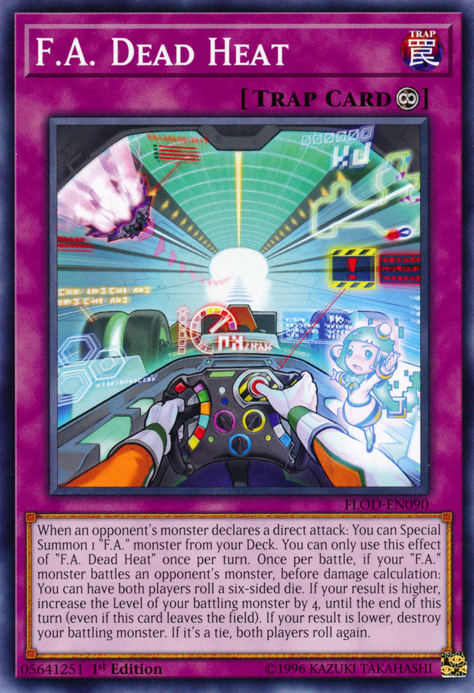 F.A. Dead Heat
TRAP
罠
[Trap Card]
FLOD-EN090
When an opponent's monster declares a direct attack: You can Special
Summon 1 "F.A." monster from your Deck. You can only use this effect
of "F.A. Dead Heat" once per turn. Once per battle, if your "F.A."
monster battles an opponent's monster, before damage calculation:
You can have both players roll a six-sided die. If your result is higher,
increase the Level of your battling monster by 4, until the end of this
turn (even if this card leaves the field). If your result is lower, destroy
your battling monster. If it's a tie, both players roll again.
05641251 1st Edition ©1996 KAZUKI TAKAHASHI